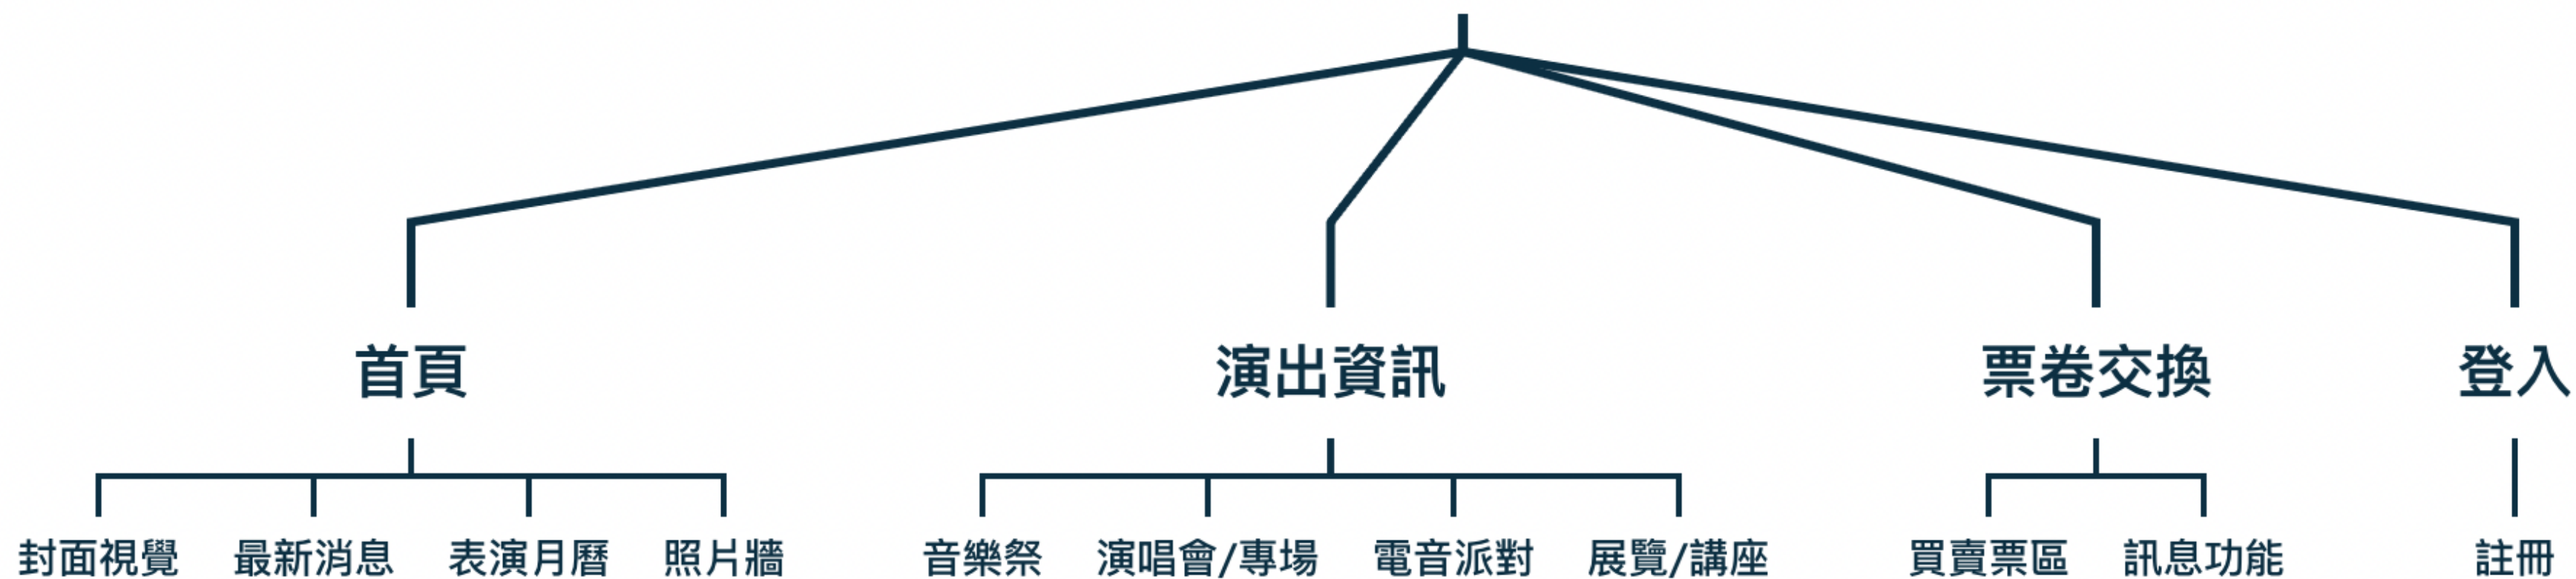 首頁
演出資訊
票卷交換
登入
封面視覺
最新消息
表演月曆
照片牆
音樂祭
演唱會/專場
電音派對
展覽/講座
買賣票區
訊息功能
註冊